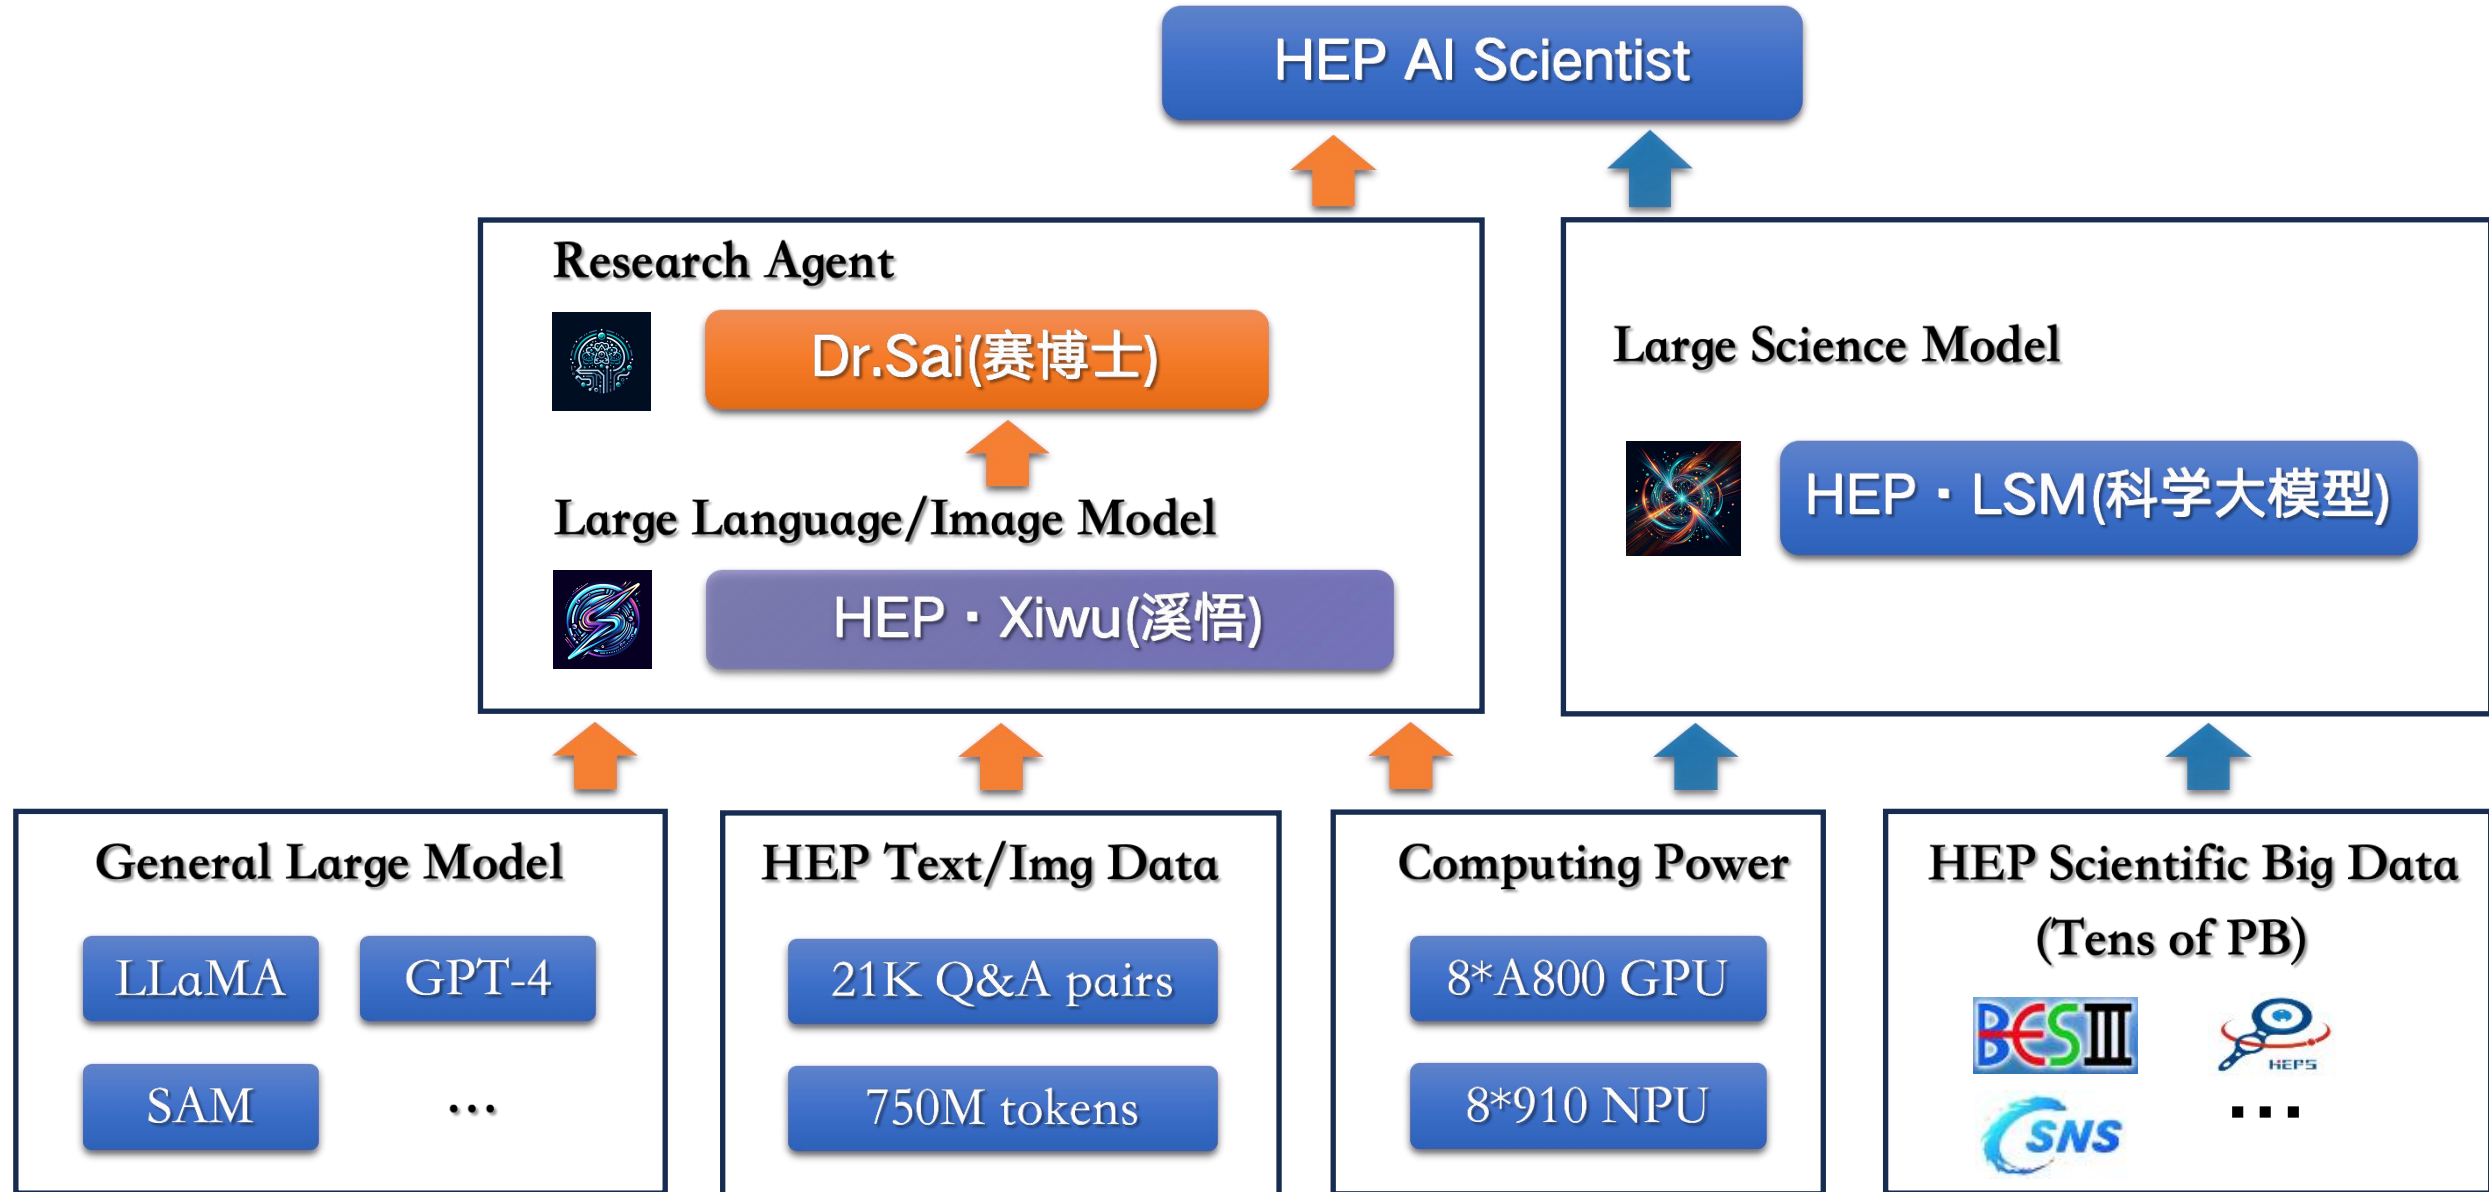 HEP AI Scientist
Research Agent
Dr.Sai(赛博士)
Large Language/Image Model
HEP · Xiwu(溪悟)
Large Science Model
HEP · LSM(科学大模型)
General Large Model
LLaMA
GPT-4
SAM
...
HEP Text/Img Data
21K Q&A pairs
750M tokens
Computing Power
8*A800 GPU
8*910 NPU
HEP Scientific Big Data
(Tens of PB)
BESIII
HEPS
CSNS
...